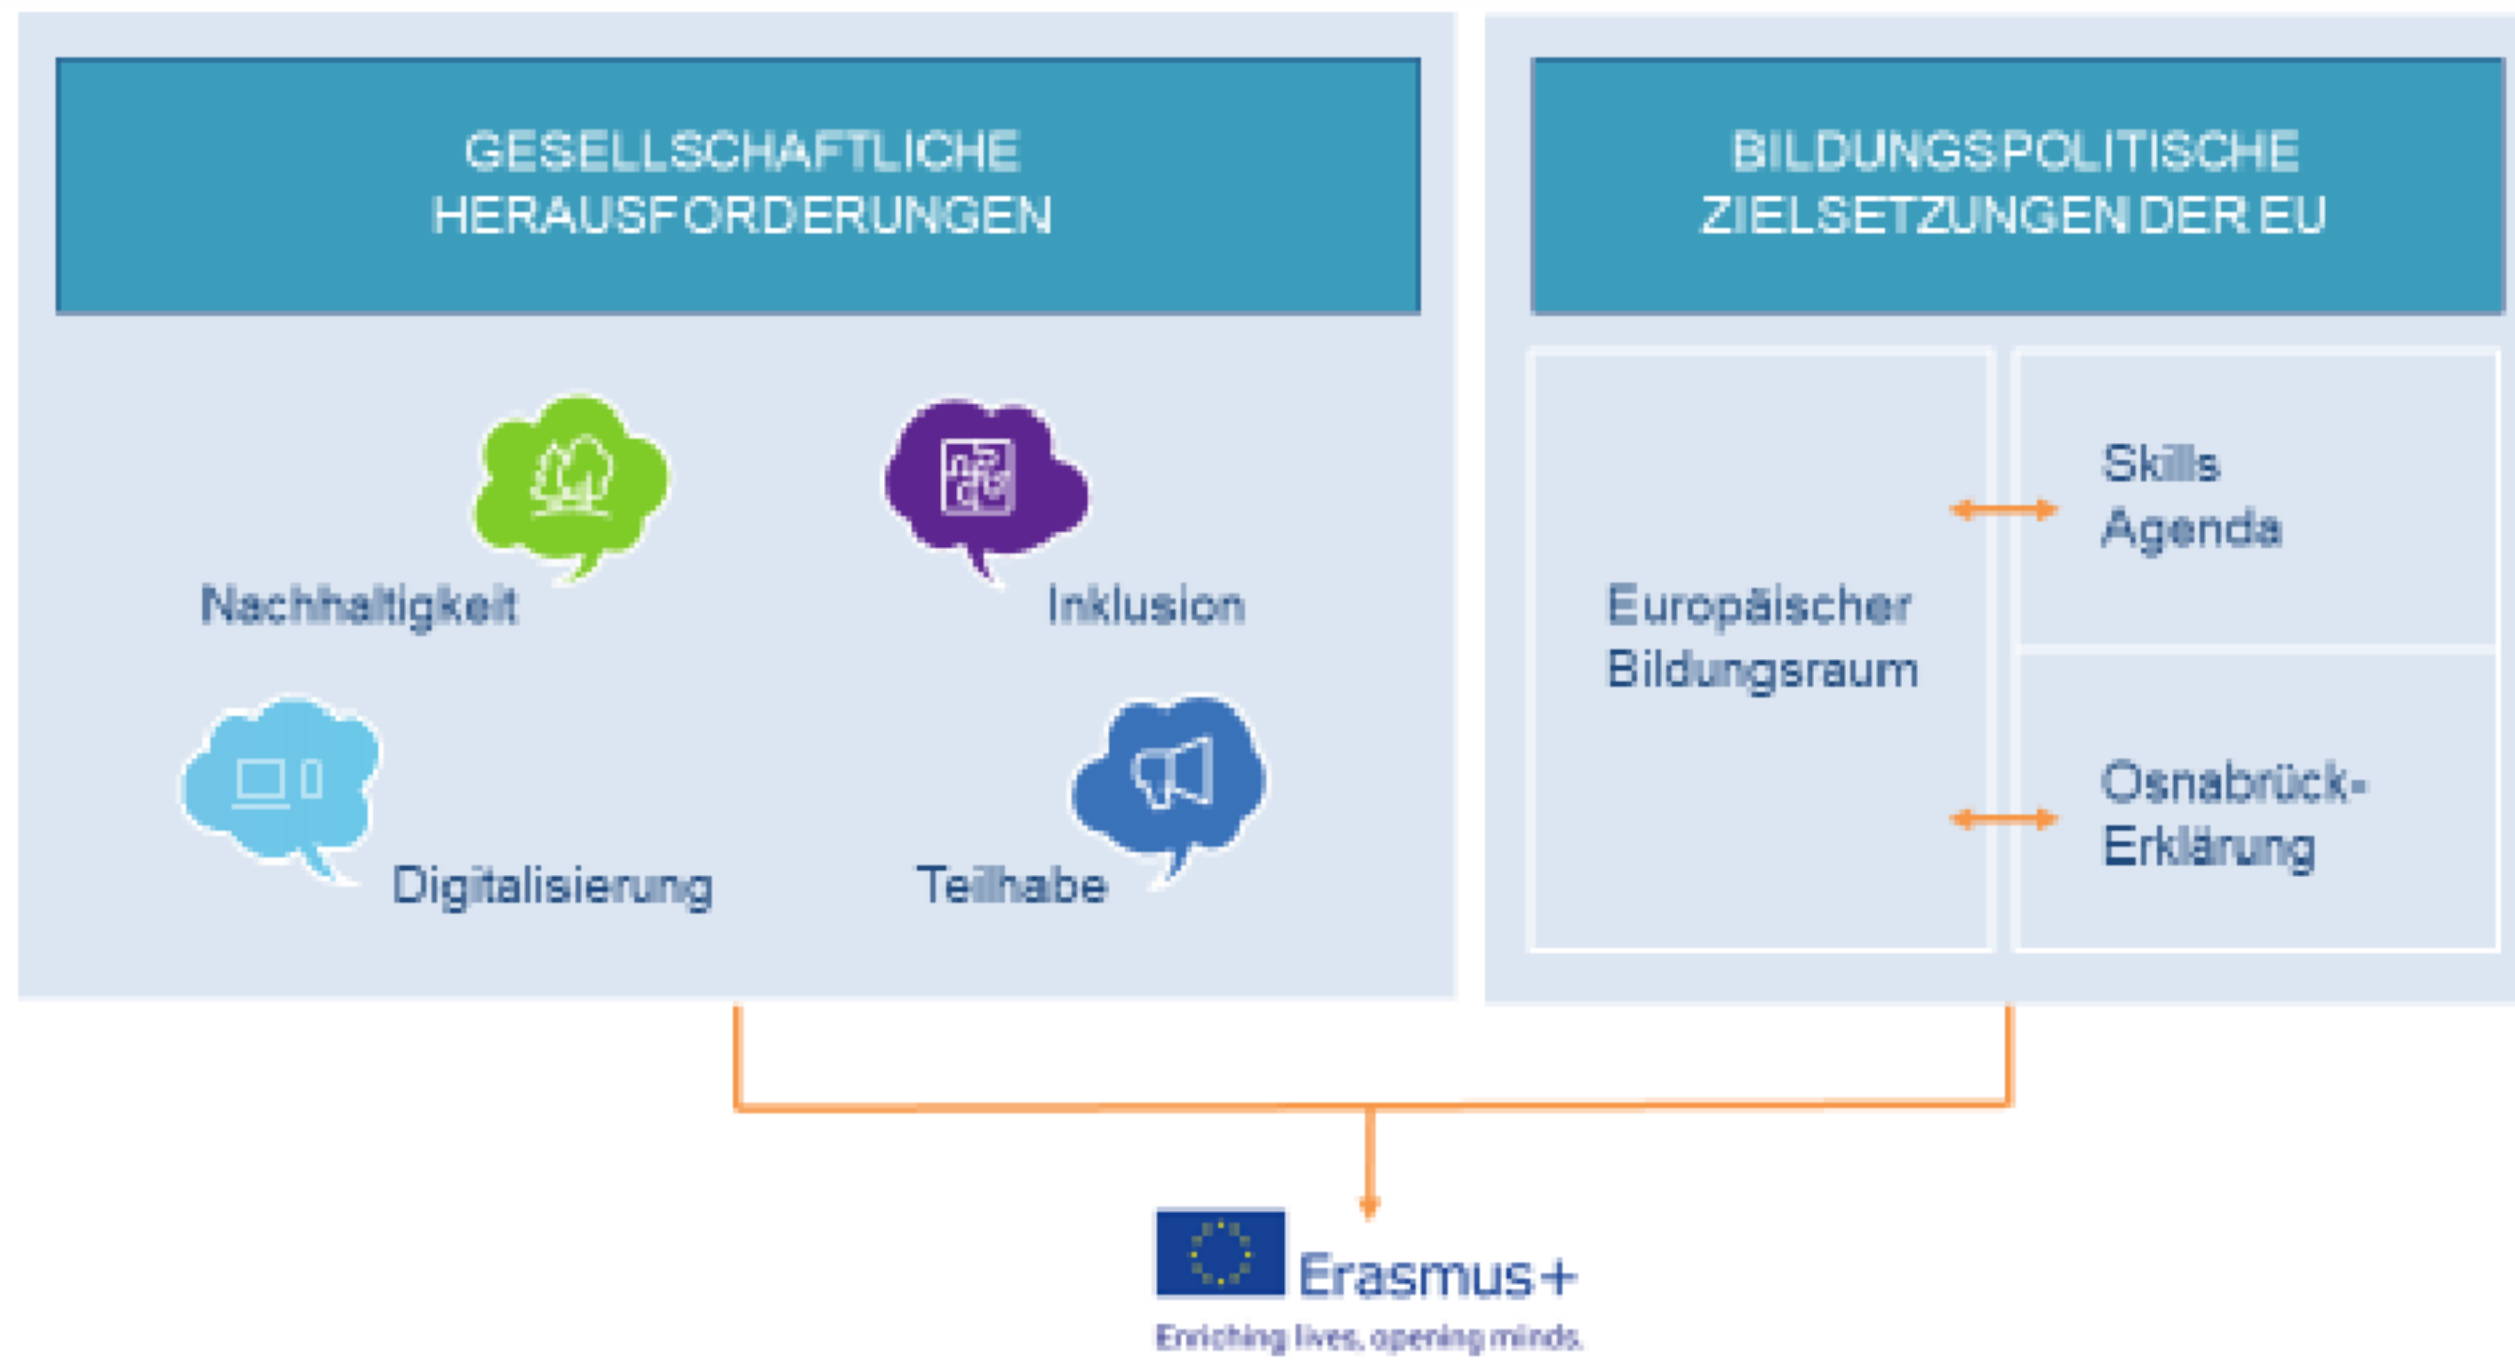 GESELLSCHAFTLICHE
HERAUSFORDERUNGEN
Nachhaltigkeit
Inklusion
Digitalisierung
Teilhabe
BILDUNGSPOLITISCHE
ZIELSETZUNGEN DER EU
Europäischer
Bildungsraum
Skills
Agenda
Osnabrück-
Erklärung
Erasmus+
Enriching lives, opening minds.